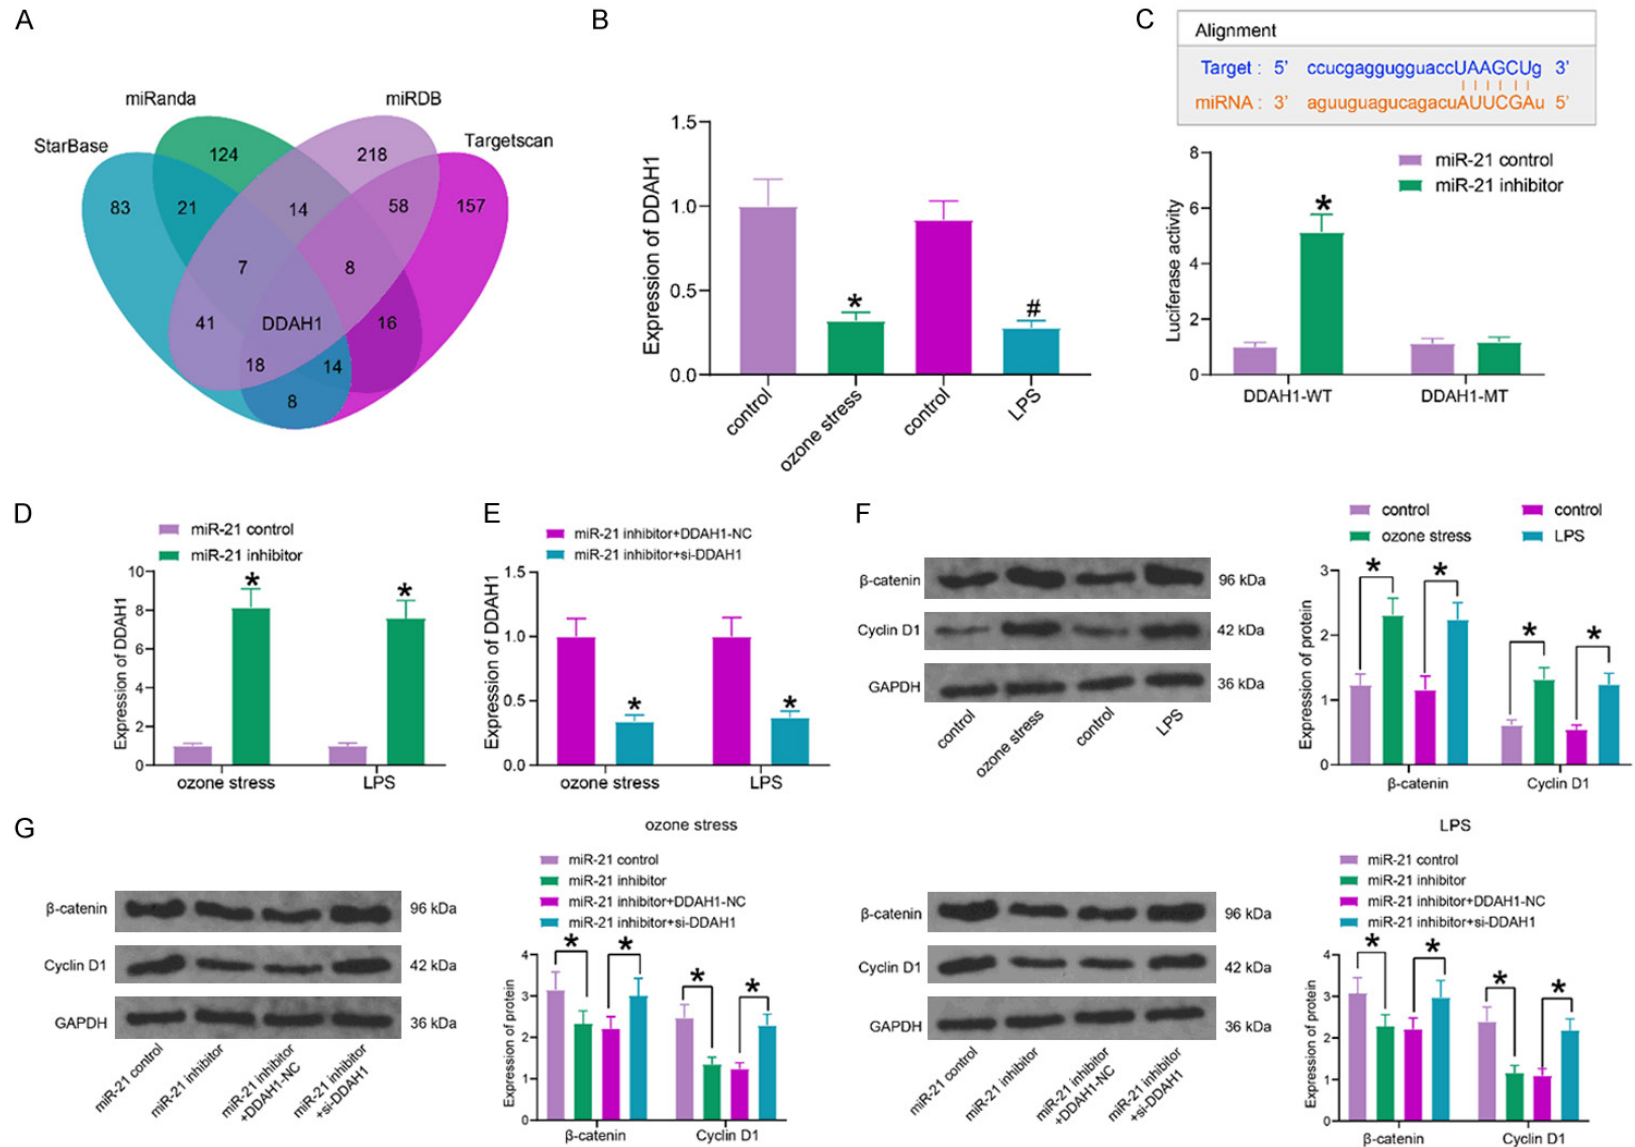 A
miRanda
miRDB
StarBase
Targetscan
124
218
83
21
14
58
157
7
8
41
DDAH1
16
18
14
8
B
Expression of DDAH1
1.5
1.0
0.5
0.0
*
#
control
ozone stress
control
LPS
C
Alignment
Target : 5' ccucgaggugguaccUAAGCUg 3'
miRNA : 3' aguuguagucagacuAUUCGAu 5'
miR-21 control
miR-21 inhibitor
Luciferase activity
8
6
4
2
0
*
DDAH1-WT
DDAH1-MT
D
miR-21 control
miR-21 inhibitor
Expression of DDAH1
10
8
6
4
2
0
*
*
ozone stress
LPS
E
miR-21 inhibitor+DDAH1-NC
miR-21 inhibitor+si-DDAH1
Expression of DDAH1
1.5
1.0
0.5
0.0
*
*
ozone stress
LPS
F
β-catenin
96 kDa
Cyclin D1
42 kDa
GAPDH
36 kDa
control
ozone stress
control
LPS
control
control
ozone stress
LPS
Expression of protein
3
2
1
0
*
*
*
*
β-catenin
Cyclin D1
G
β-catenin
96 kDa
Cyclin D1
42 kDa
GAPDH
36 kDa
miR-21 control
miR-21 inhibitor
miR-21 inhibitor
+DDAH1-NC
miR-21 inhibitor
+si-DDAH1
ozone stress
miR-21 control
miR-21 inhibitor
miR-21 inhibitor+DDAH1-NC
miR-21 inhibitor+si-DDAH1
Expression of protein
4
3
2
1
0
*
*
*
*
β-catenin
Cyclin D1
β-catenin
96 kDa
Cyclin D1
42 kDa
GAPDH
36 kDa
miR-21 control
miR-21 inhibitor
miR-21 inhibitor
+DDAH1-NC
miR-21 inhibitor
+si-DDAH1
LPS
miR-21 control
miR-21 inhibitor
miR-21 inhibitor+DDAH1-NC
miR-21 inhibitor+si-DDAH1
Expression of protein
4
3
2
1
0
*
*
*
*
β-catenin
Cyclin D1